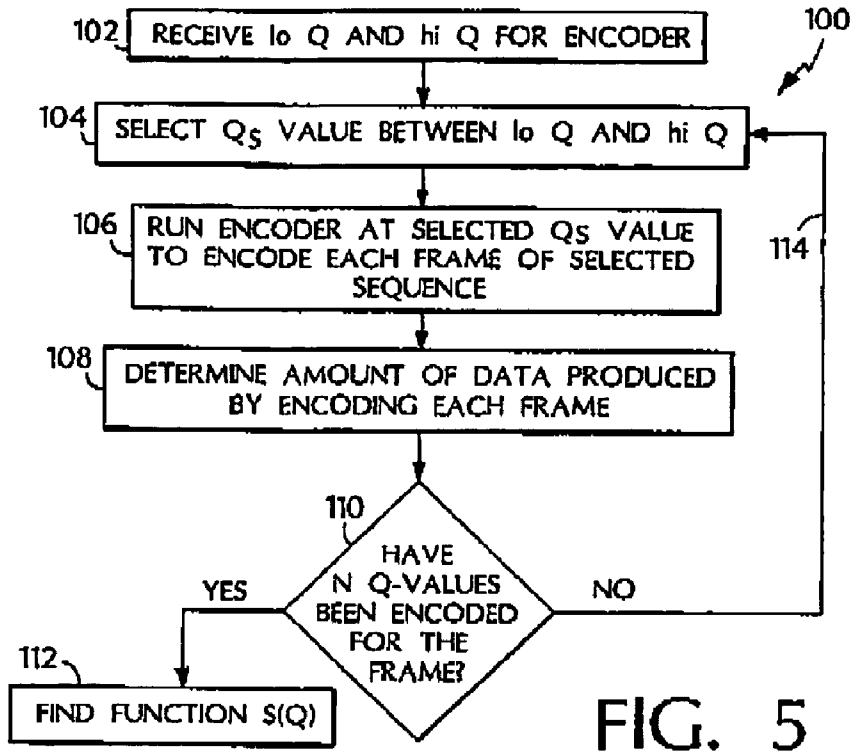 102
RECEIVE lo Q AND hi Q FOR ENCODER
100
104
SELECT QS VALUE BETWEEN lo Q AND hi Q
106
RUN ENCODER AT SELECTED QS VALUE
TO ENCODE EACH FRAME OF SELECTED
SEQUENCE
114
108
DETERMINE AMOUNT OF DATA PRODUCED
BY ENCODING EACH FRAME
110
HAVE
N Q-VALUES
BEEN ENCODED
FOR THE
FRAME?
YES
NO
112
FIND FUNCTION S(Q)
FIG. 5